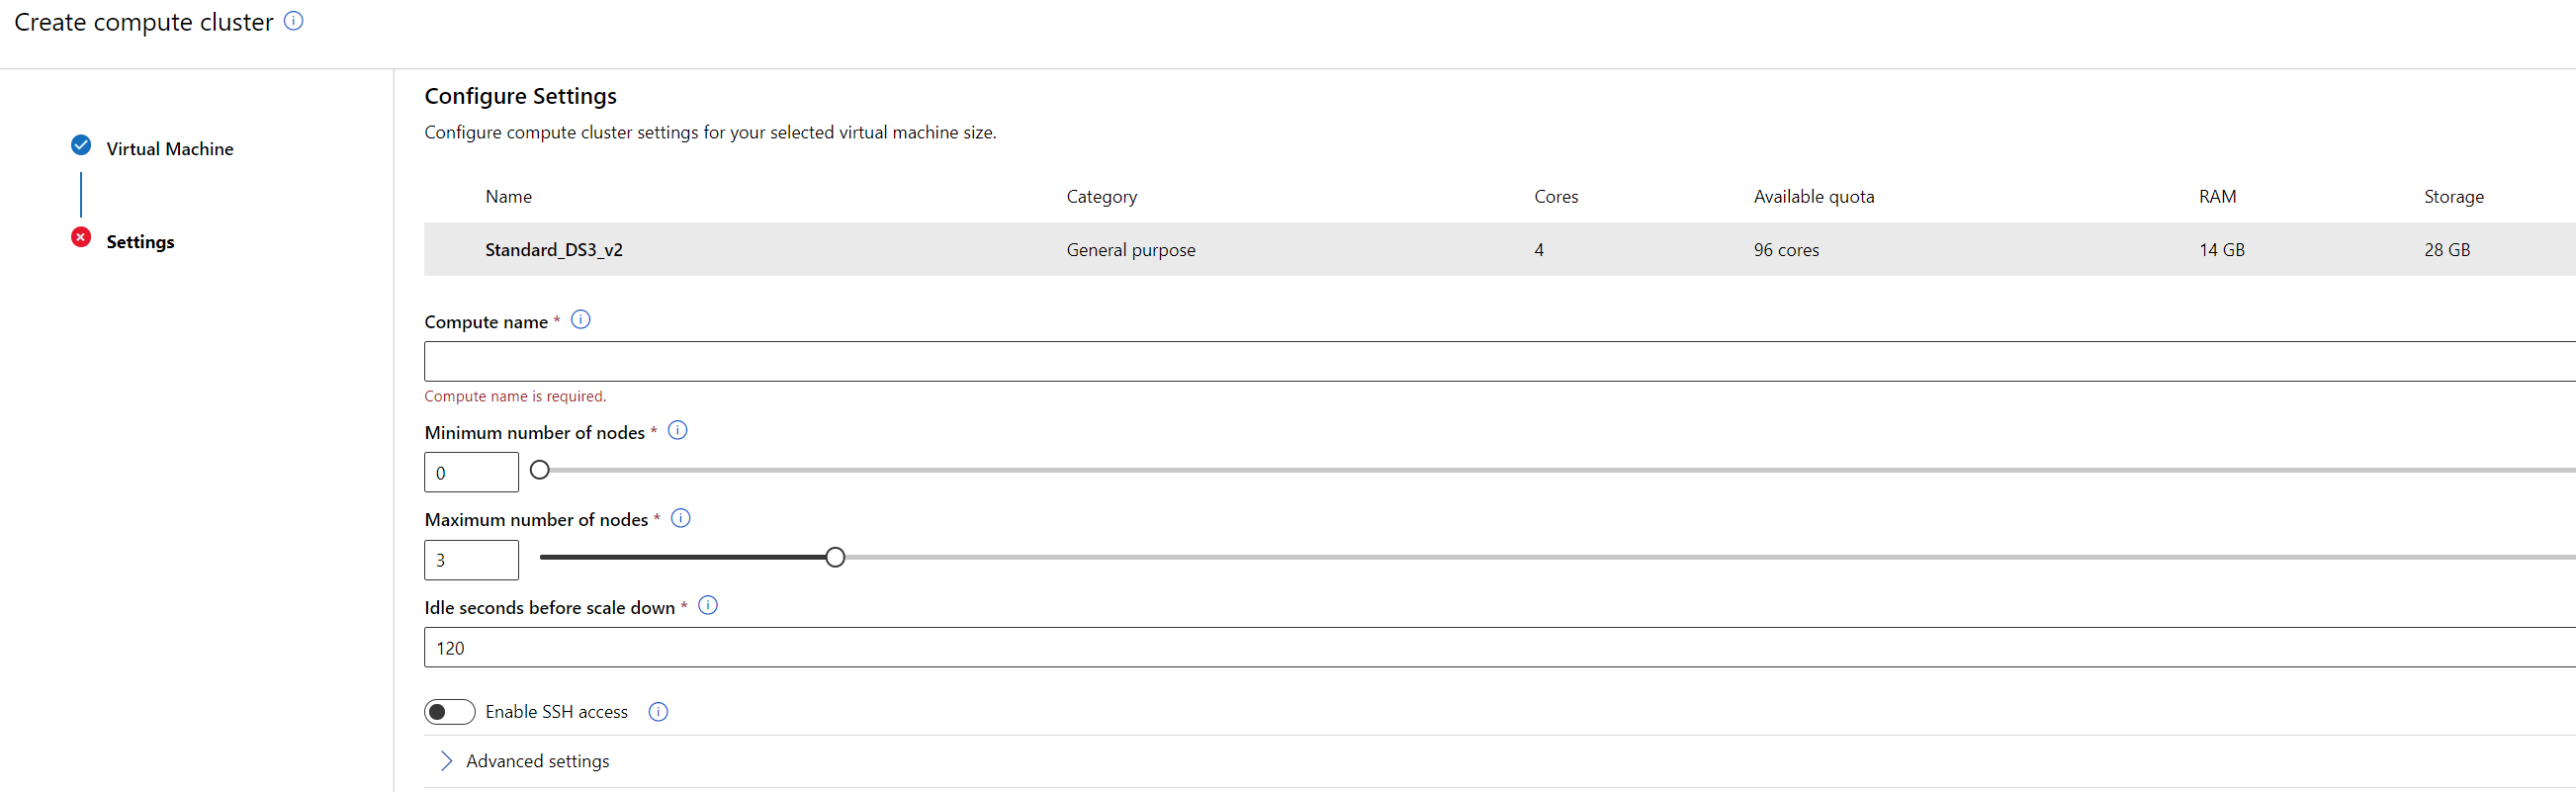 Create compute cluster
Virtual Machine
Settings
Configure Settings
Configure compute cluster settings for your selected virtual machine size.
Name Category Cores Available quota RAM Storage
Standard_DS3_v2 General purpose 4 96 cores 14 GB 28 GB
Compute name *
Compute name is required.
Minimum number of nodes *
0
Maximum number of nodes *
3
Idle seconds before scale down *
120
Enable SSH access
Advanced settings